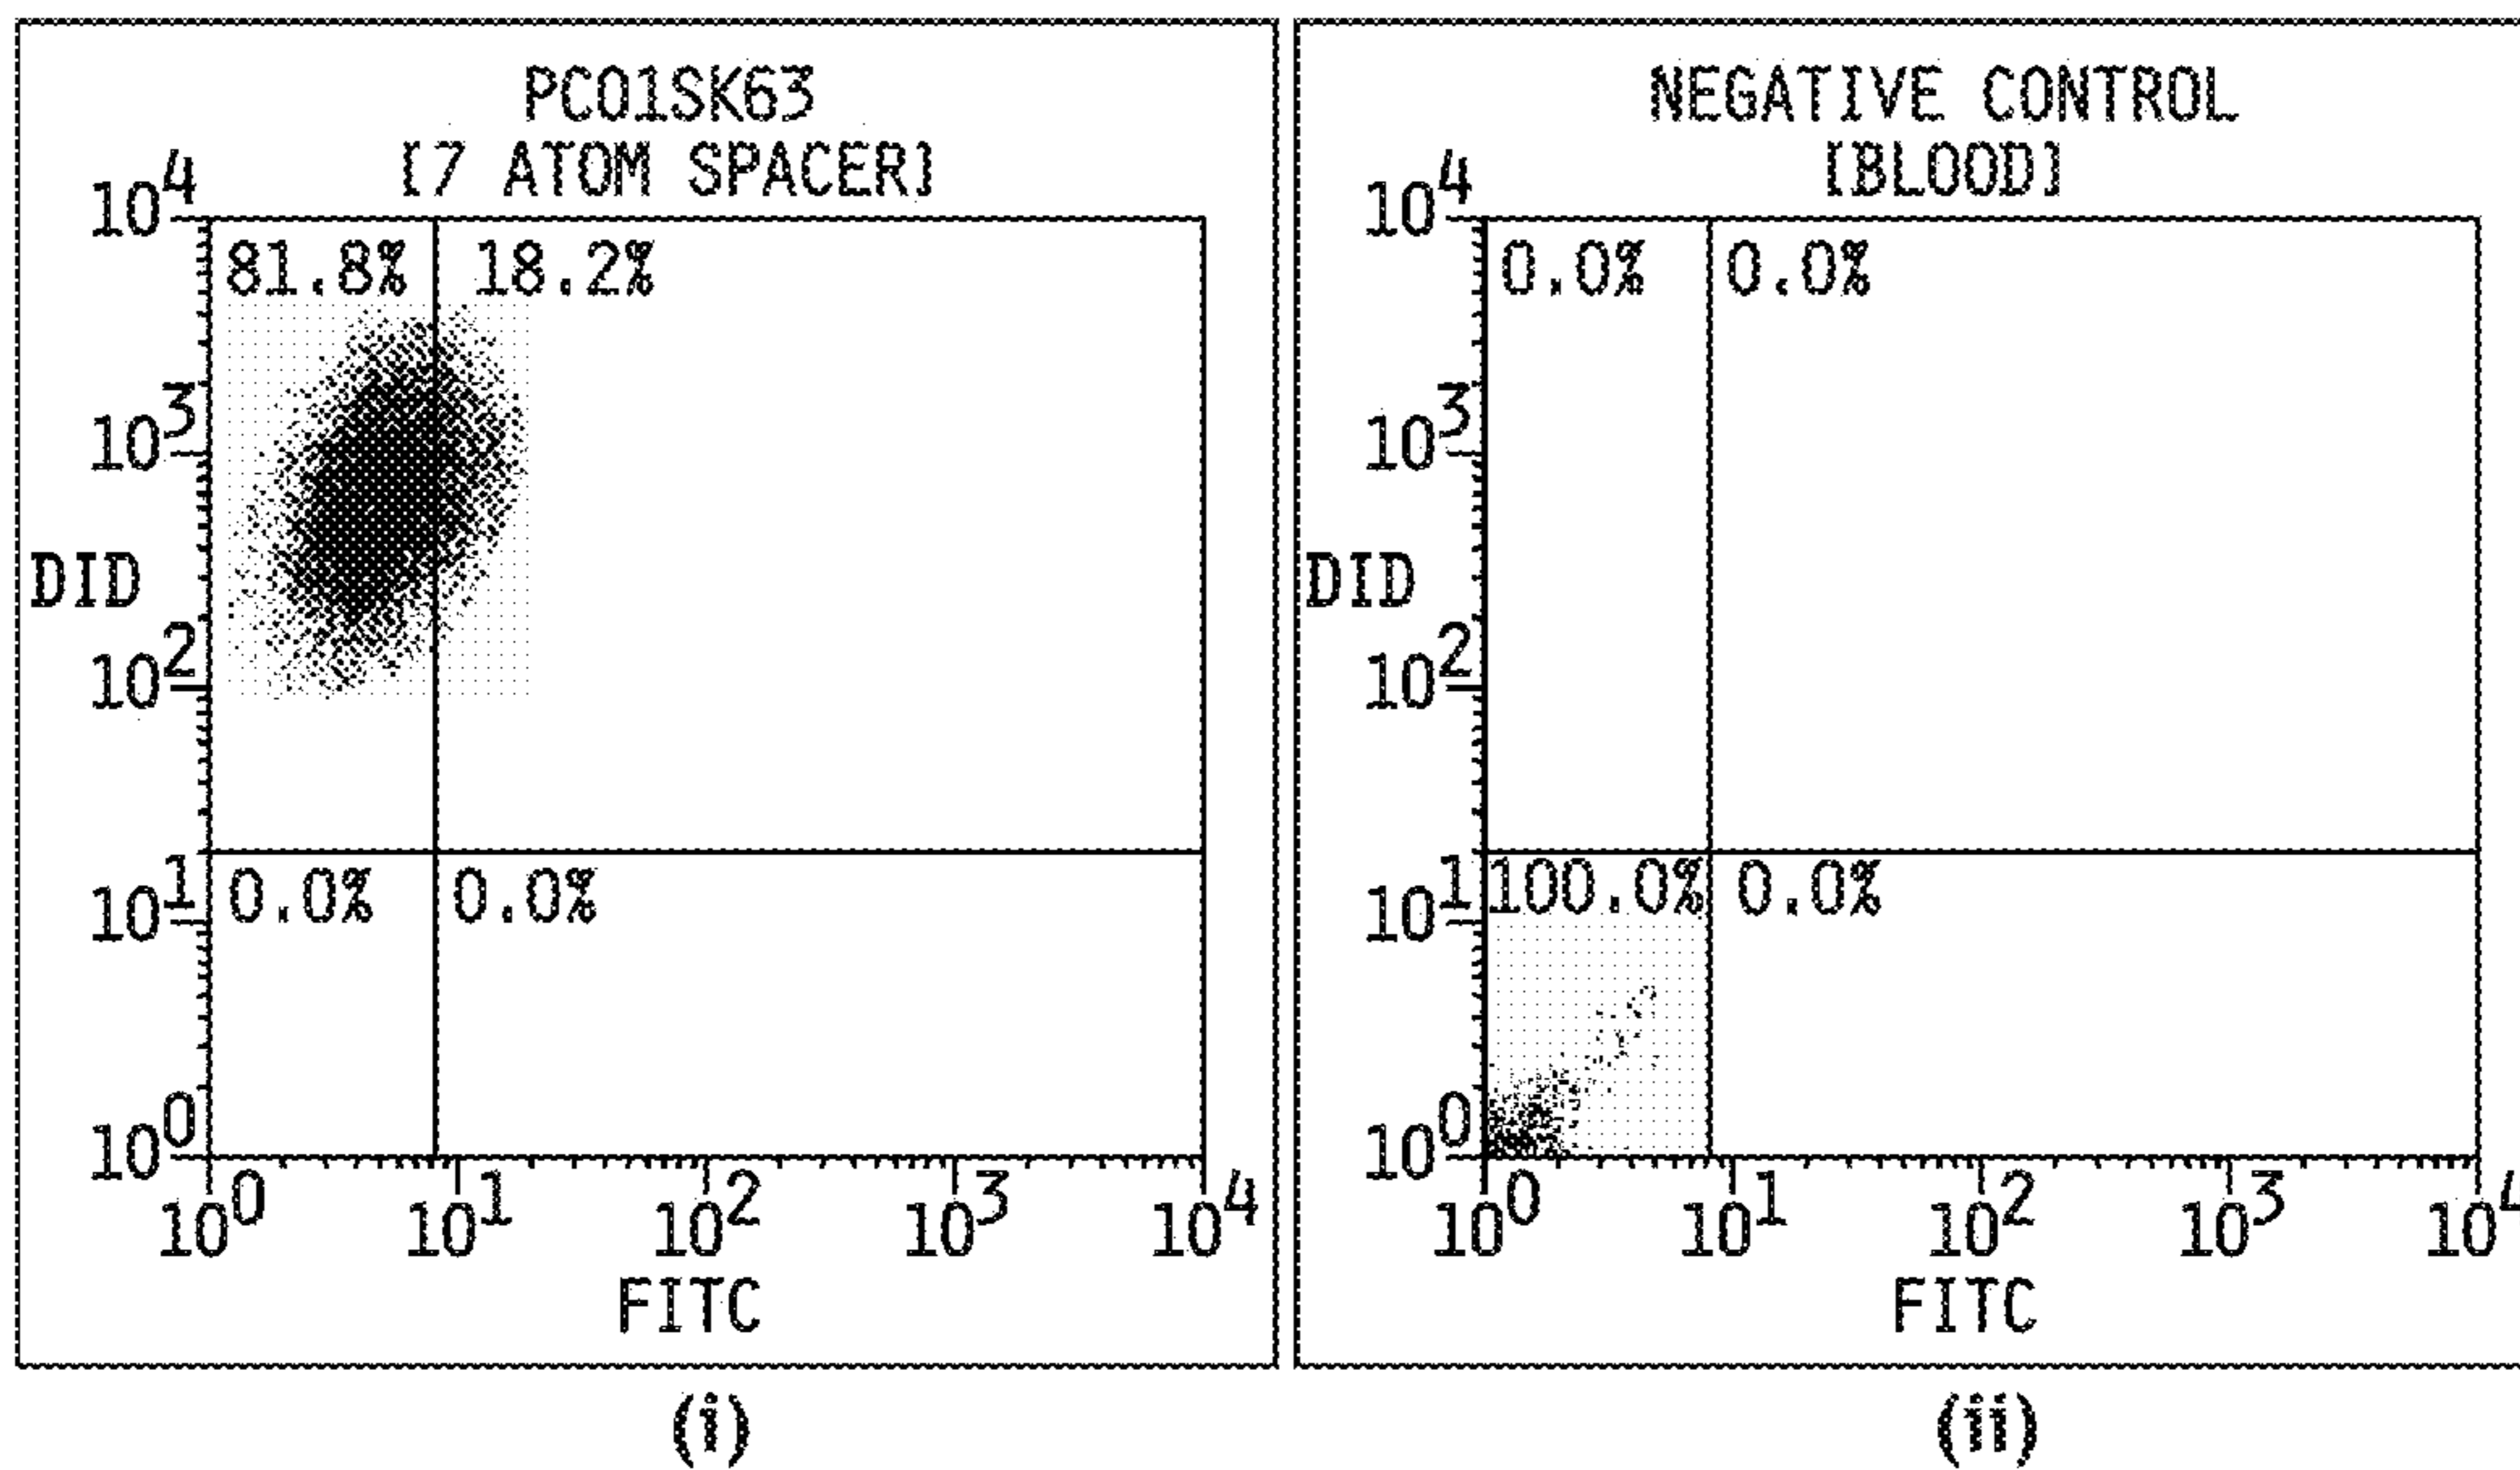 PC01SK63
[7 ATOM SPACER]
10^4
81.8% 18.2%
10^3
DID
10^2
10^1
0.0% 0.0%
10^0
10^0 10^1 10^2 10^3 10^4
FITC
(i)
NEGATIVE CONTROL
[BLOOD]
10^4
0.0% 0.0%
10^3
DID
10^2
10^1
100.0% 0.0%
10^0
10^0 10^1 10^2 10^3 10^4
FITC
(ii)